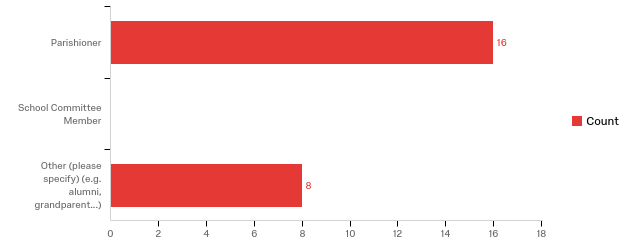 Parishioner
16
School Committee
Member
Count
Other (please
specify) (e.g.
alumni,
grandparent...)
8
0 2 4 6 8 10 12 14 16 18